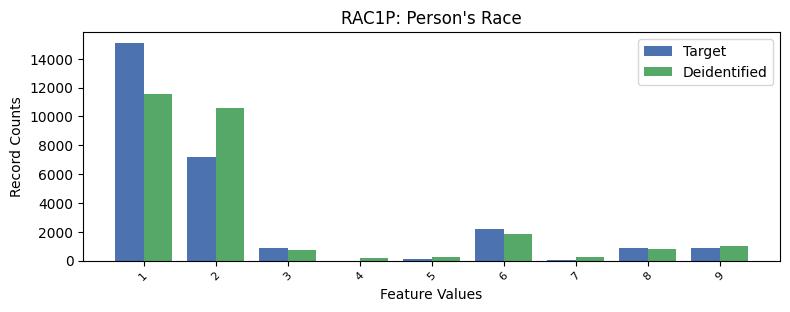 RAC1P: Person's Race
Target
Deidentified
Record Counts
14000
12000
10000
8000
6000
4000
2000
0
1 2 3 4 5 6 7 8 9
Feature Values